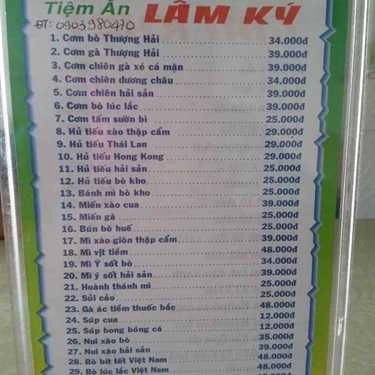 Tiệm Ăn LÂM KÝ
ĐT: 0903980470
1. Cơm bò Thượng Hải 34.000đ
2. Cơm gà Thượng Hải 39.000đ
3. Cơm chiên gà xé cá mặn 39.000đ
4. Cơm chiên dương châu 34.000đ
5. Cơm chiên hải sản 39.000đ
6. Cơm bò lúc lắc 39.000đ
7. Cơm tấm sườn bì 25.000đ
8. Hủ tiếu xào thập cẩm 29.000đ
9. Hủ tiếu Thái Lan 29.000đ
10. Hủ tiếu Hong Kong 29.000đ
11. Hủ tiếu hải sản 25.000đ
12. Hủ tiếu bò kho 25.000đ
13. Bánh mì bò kho 25.000đ
14. Miến xào cua 39.000đ
15. Miến gà 25.000đ
16. Bún bò huế 25.000đ
17. Mì xào giòn thập cẩm 39.000đ
18. Mì vịt tiềm 48.000đ
19. Mì Ý sốt bò 34.000đ
20. Mì ý sốt hải sản 39.000đ
21. Hoành thánh mì 25.000đ
22. Sủi cảo 25.000đ
23. Gà ác tiềm thuốc bắc 48.000đ
24. Súp cua 12.000đ
25. Súp bong bóng cá 12.000đ
26. Nui xào bò 35.000đ
27. Nui xào hải sản 39.000đ
28. Bò bít tết Việt Nam 48.000đ
29. Bò lúc lắc Việt Nam